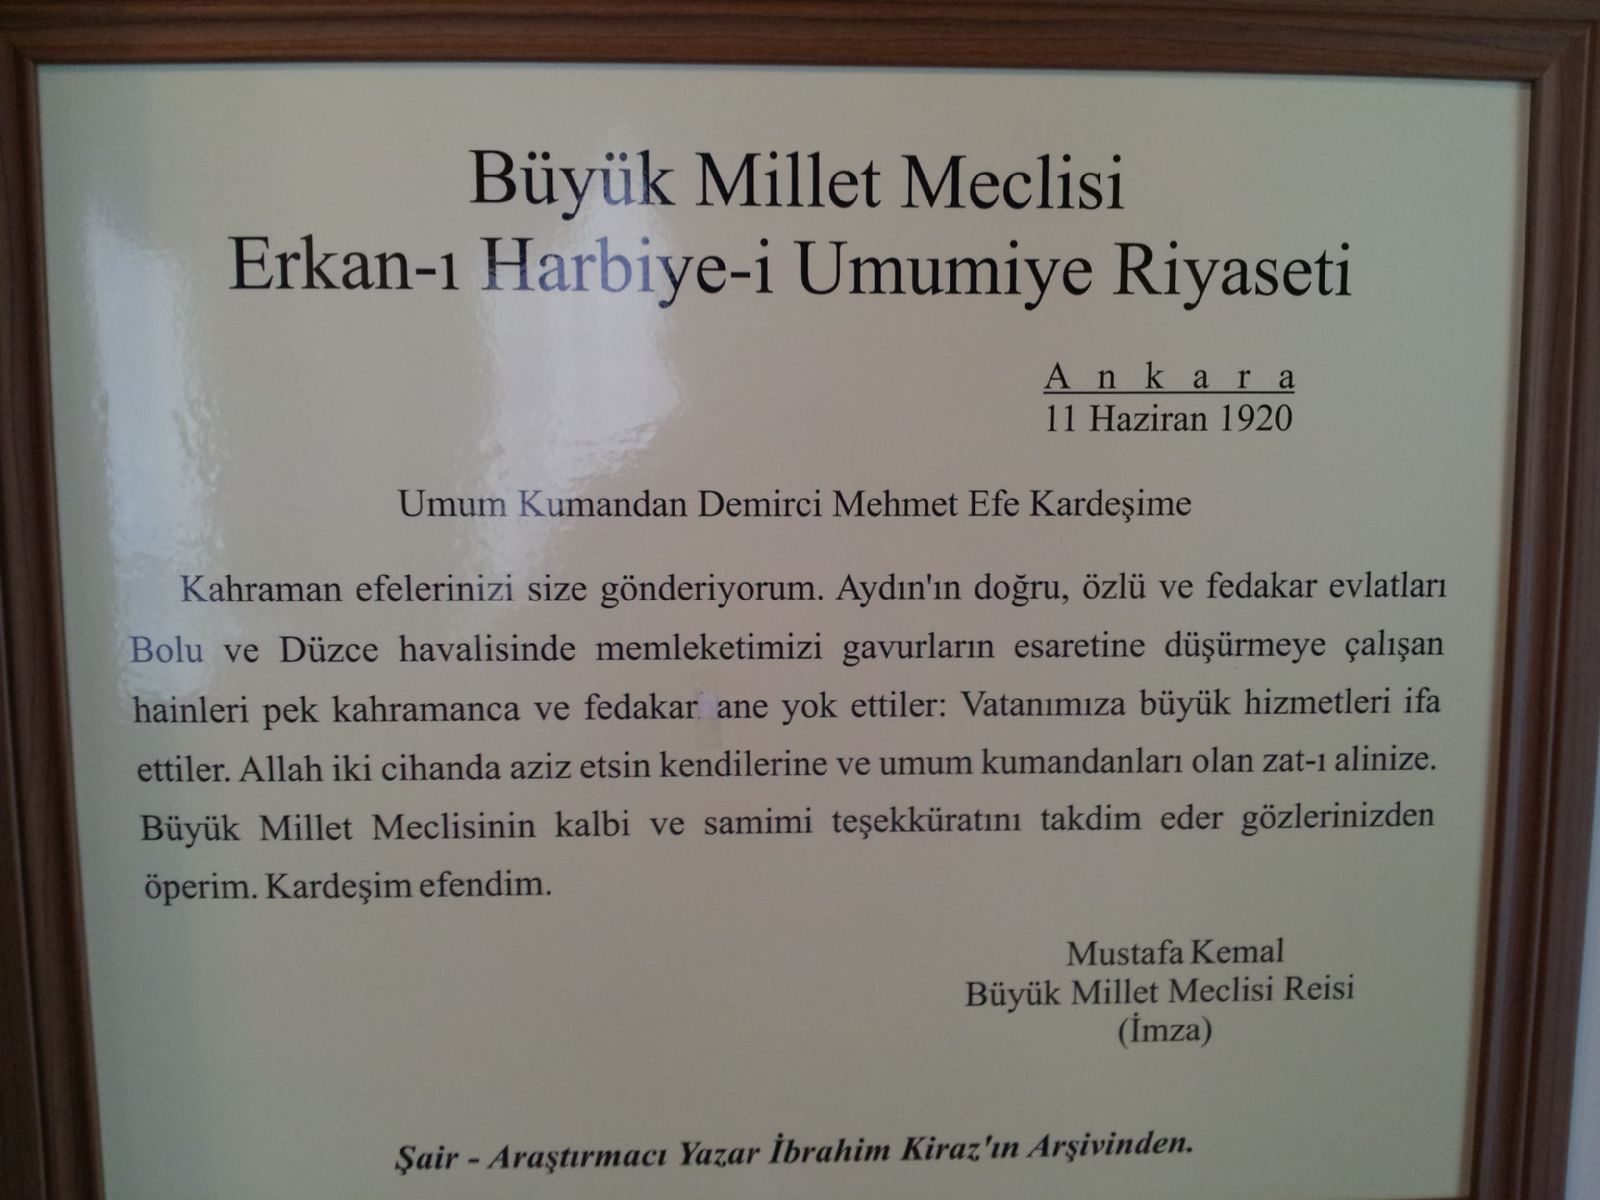 Büyük Millet Meclisi
Erkan-ı Harbiye-i Umumiye Riyaseti
Ankara
11 Haziran 1920
Umum Kumandan Demirci Mehmet Efe Kardeşime
Kahraman efelerinizi size gönderiyorum. Aydın'ın doğru, özlü ve fedakar evlatları
Bolu ve Düzce havalisinde memleketimizi gavurların esaretine düşürmeye çalışan
hainleri pek kahramanca ve fedakar ane yok ettiler: Vatanımıza büyük hizmetleri ifa
ettiler. Allah iki cihanda aziz etsin kendilerine ve umum kumandanları olan zat-ı alinize.
Büyük Millet Meclisinin kalbi ve samimi teşekküratını takdim eder gözlerinizden
öperim. Kardeşim efendim.
Mustafa Kemal
Büyük Millet Meclisi Reisi
(İmza)
Şair - Araştırmacı Yazar İbrahim Kiraz'ın Arşivinden.